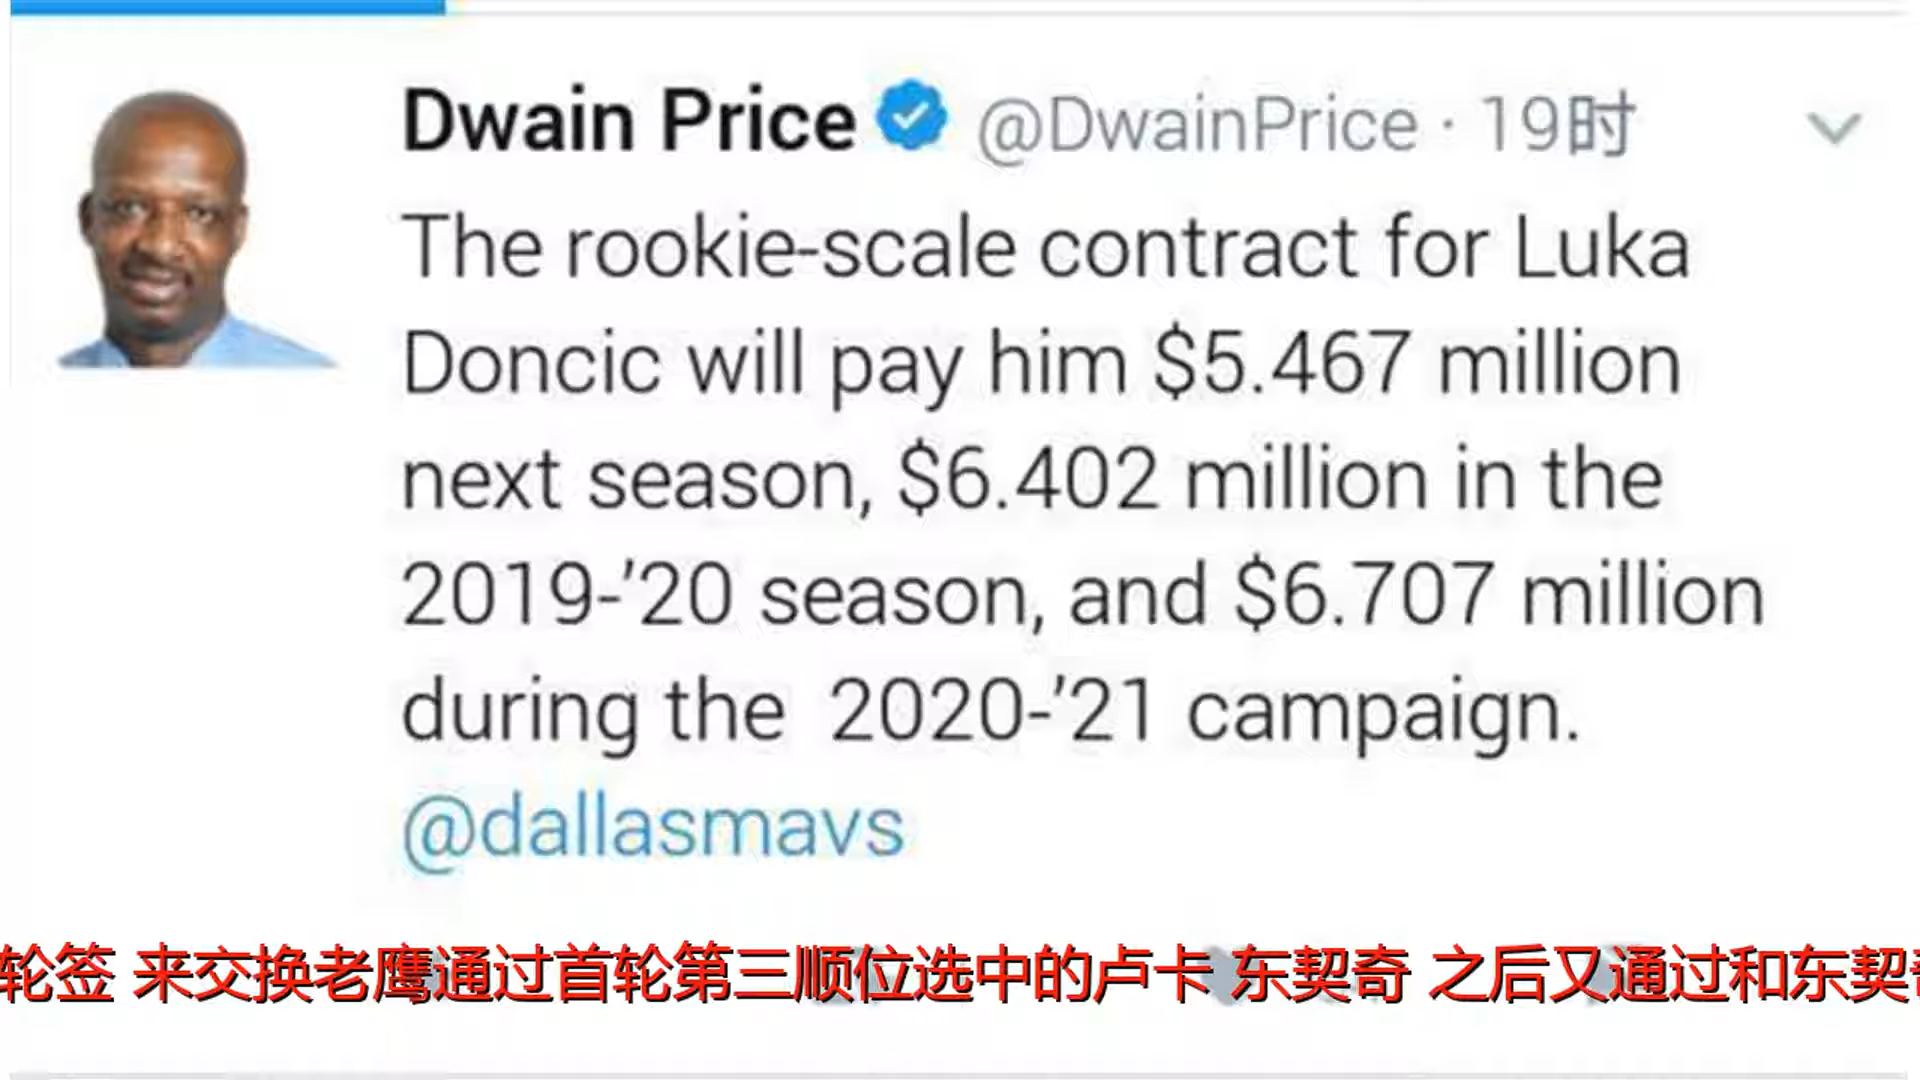 Dwain Price @DwainPrice · 19时
The rookie-scale contract for Luka
Doncic will pay him $5.467 million
next season, $6.402 million in the
2019-’20 season, and $6.707 million
during the 2020-’21 campaign.
@dallasmavs
轮签 来交换老鹰通过首轮第三顺位选中的卢卡 东契奇 之后又通过和东契